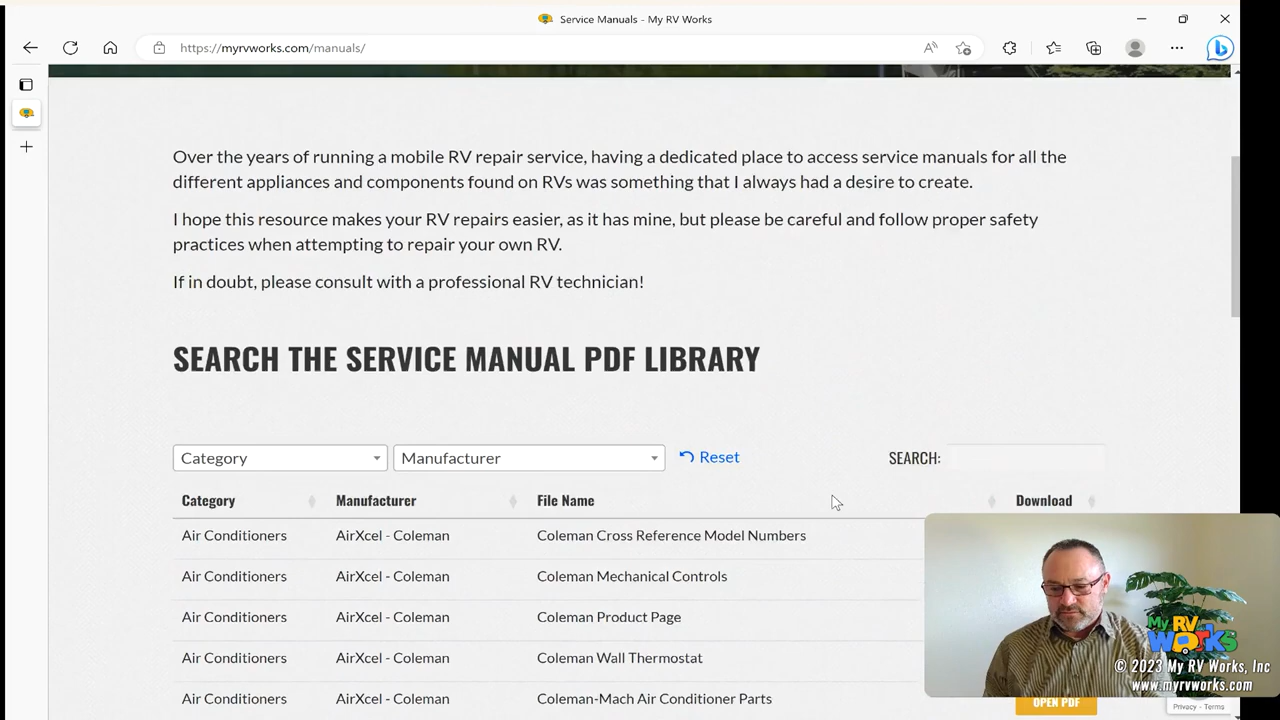 Service Manuals - My RV Works
https://myrvworks.com/manuals/
Over the years of running a mobile RV repair service, having a dedicated place to access service manuals for all the
different appliances and components found on RVs was something that I always had a desire to create.
I hope this resource makes your RV repairs easier, as it has mine, but please be careful and follow proper safety
practices when attempting to repair your own RV.
If in doubt, please consult with a professional RV technician!
SEARCH THE SERVICE MANUAL PDF LIBRARY
Category Manufacturer Reset SEARCH:
Category Manufacturer File Name Download
Air Conditioners AirXcel - Coleman Coleman Cross Reference Model Numbers
Air Conditioners AirXcel - Coleman Coleman Mechanical Controls
Air Conditioners AirXcel - Coleman Coleman Product Page
Air Conditioners AirXcel - Coleman Coleman Wall Thermostat
Air Conditioners AirXcel - Coleman Coleman-Mach Air Conditioner Parts OPEN PDF
My RV
WORKS
© 2023 My RV Works, Inc
www.myrvworks.com
Privacy - Terms